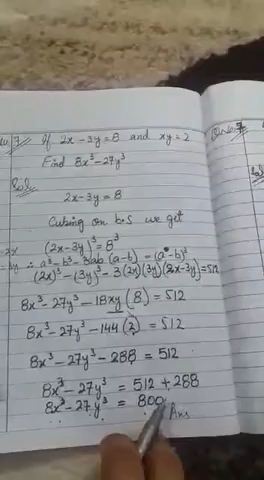 7 If 2x - 3y = 8 and xy = 2
Find 8x³ - 27y³
Sol
2x - 3y = 8
Cubing on b.s we get
(2x - 3y)³ = 8³
∴ a³ - b³ - 3ab (a - b) = (a - b)³
(2x)³ - (3y)³ - 3(2x)(3y)(2x - 3y) = 512
8x³ - 27y³ - 18xy (8) = 512
8x³ - 27y³ - 144 (2) = 512
8x³ - 27y³ - 288 = 512
8x³ - 27y³ = 512 + 288
8x³ - 27y³ = 800 Ans